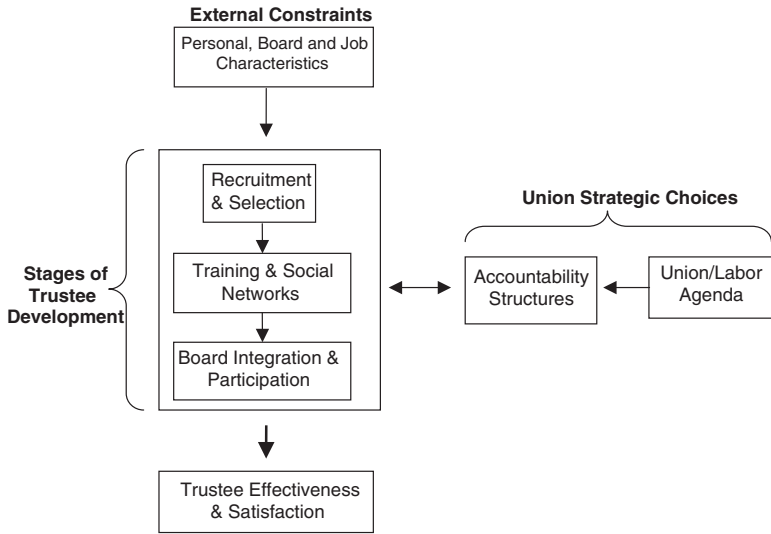 External Constraints
Personal, Board and Job
Characteristics
Recruitment
& Selection
Training & Social
Networks
Board Integration &
Participation
Stages of
Trustee
Development
Union Strategic Choices
Accountability
Structures
Union/Labor
Agenda
Trustee Effectiveness
& Satisfaction